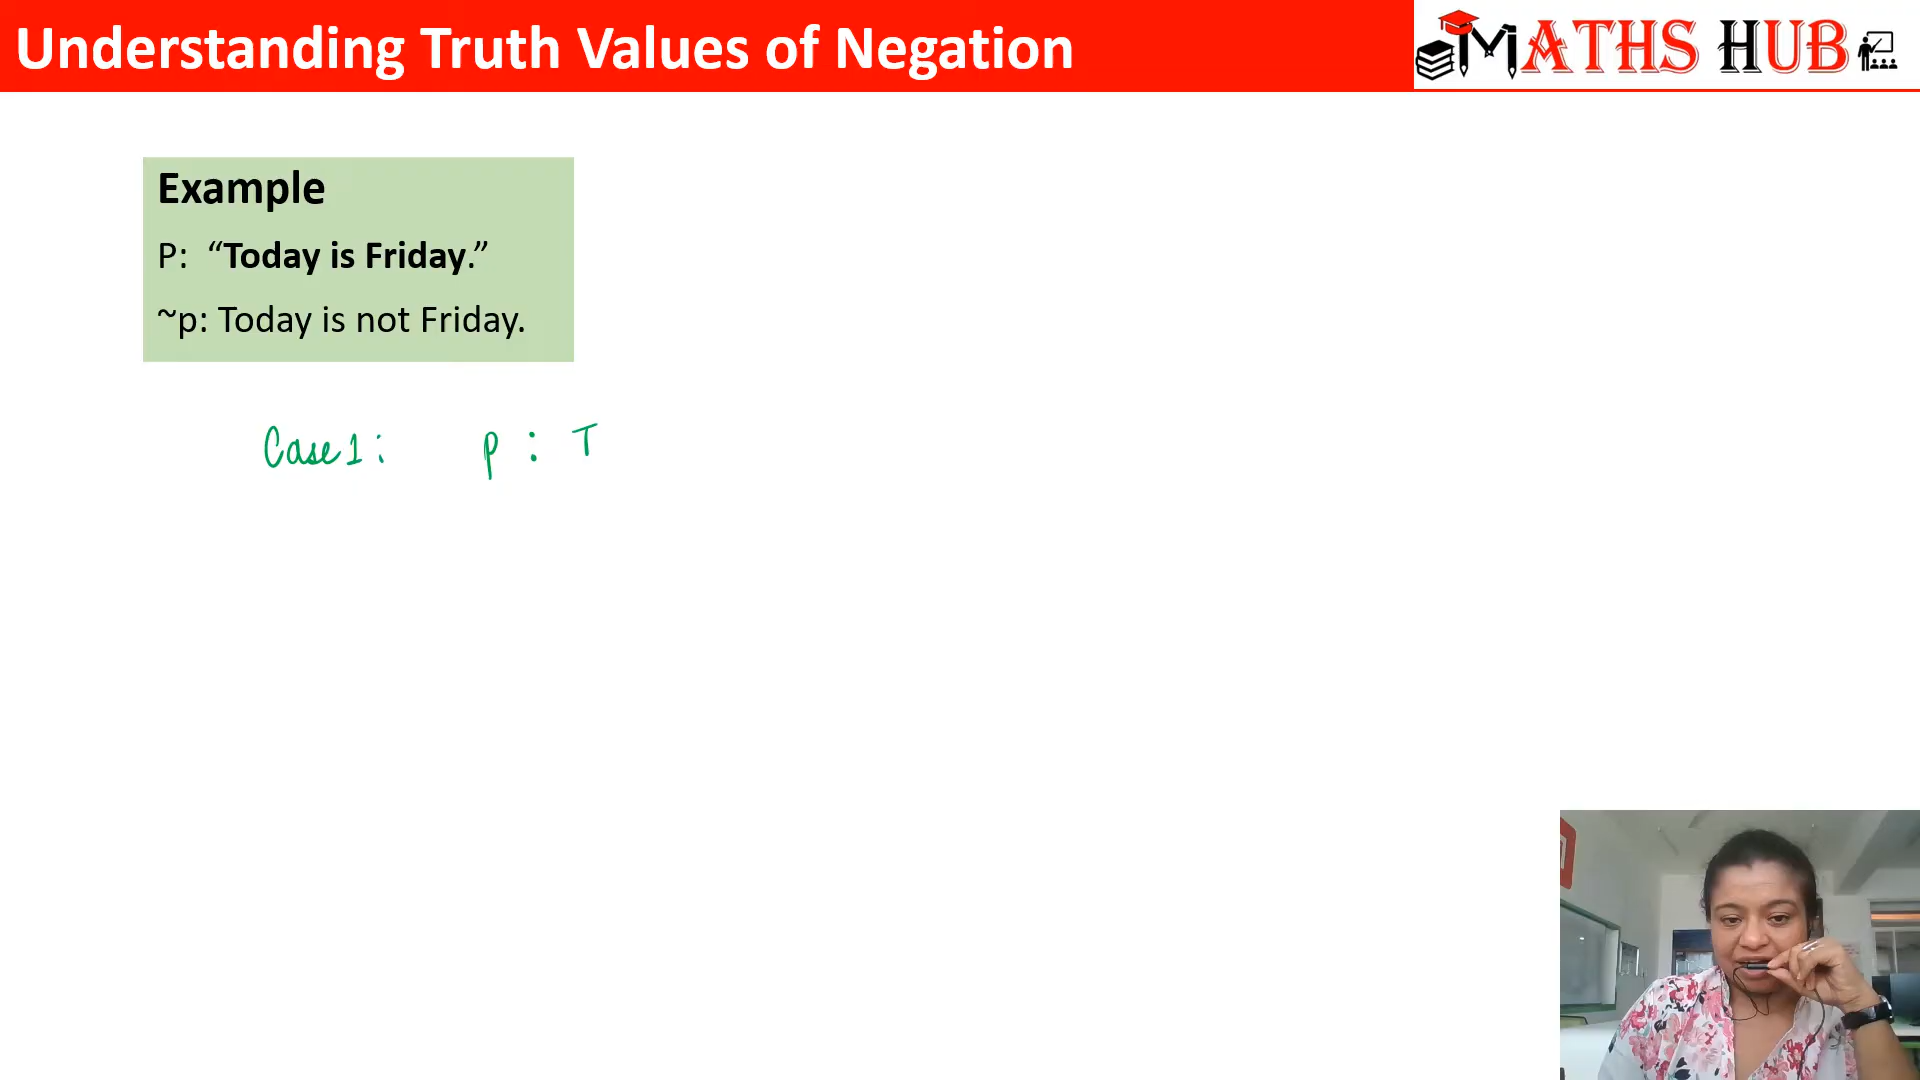 Understanding Truth Values of Negation
MATHS HUB
Example
P: “Today is Friday.”
~p: Today is not Friday.
Case 1: p : T